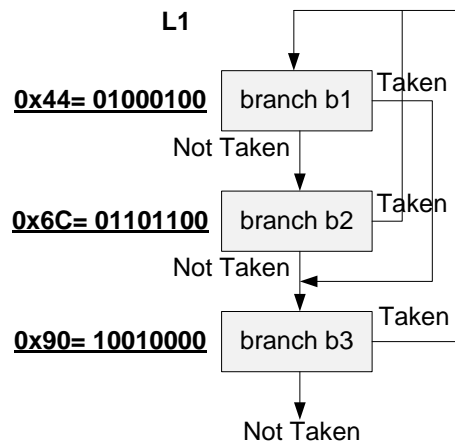 L1
Taken
0x44= 01000100 branch b1
Not Taken
Taken
0x6C= 01101100 branch b2
Not Taken
Taken
0x90= 10010000 branch b3
Not Taken